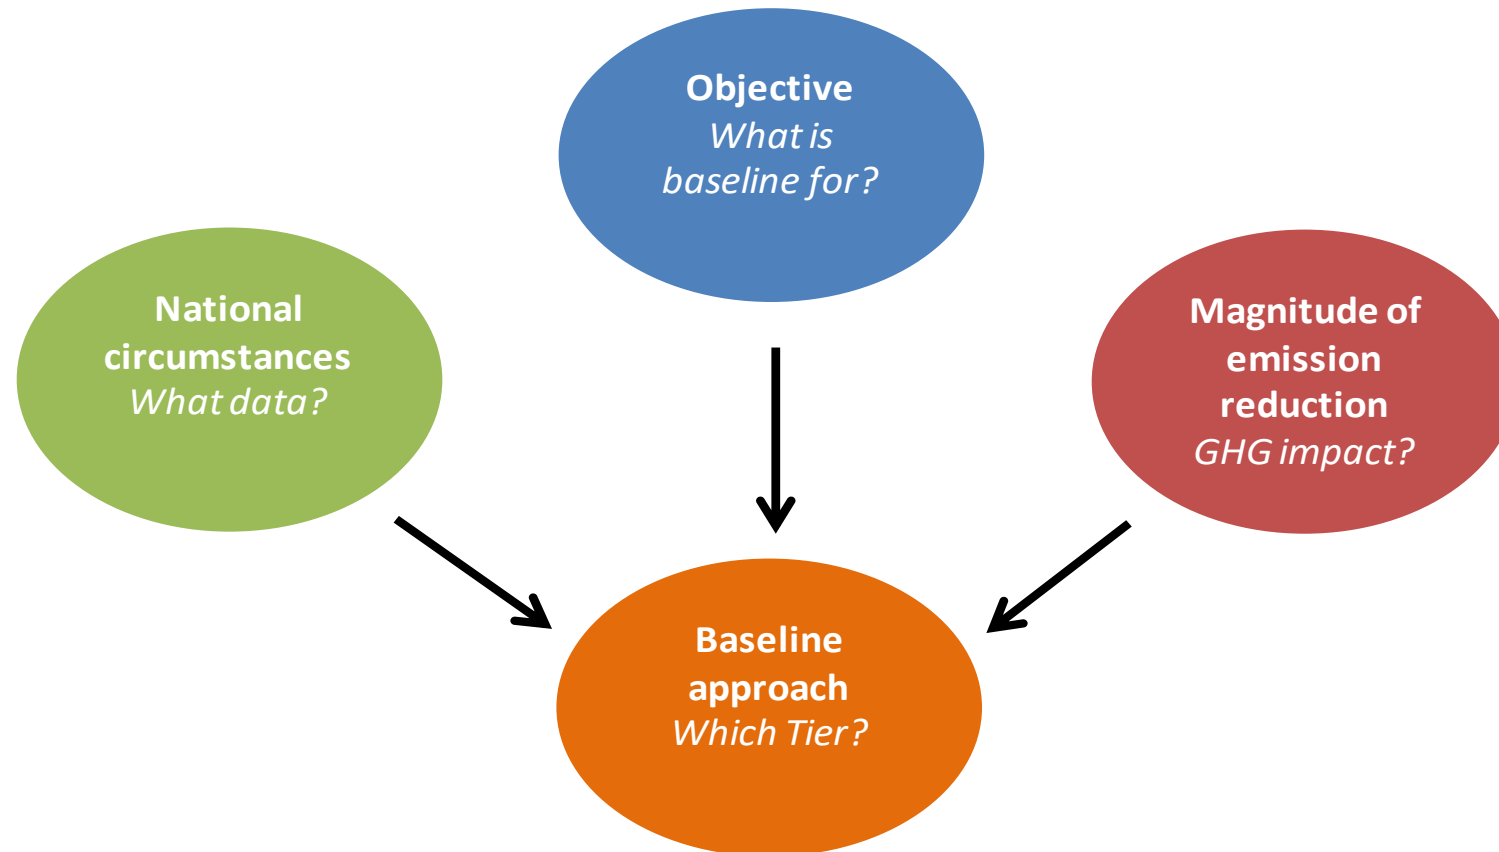 Objective
What is
baseline for?
National
circumstances
What data?
Magnitude of
emission
reduction
GHG impact?
Baseline
approach
Which Tier?